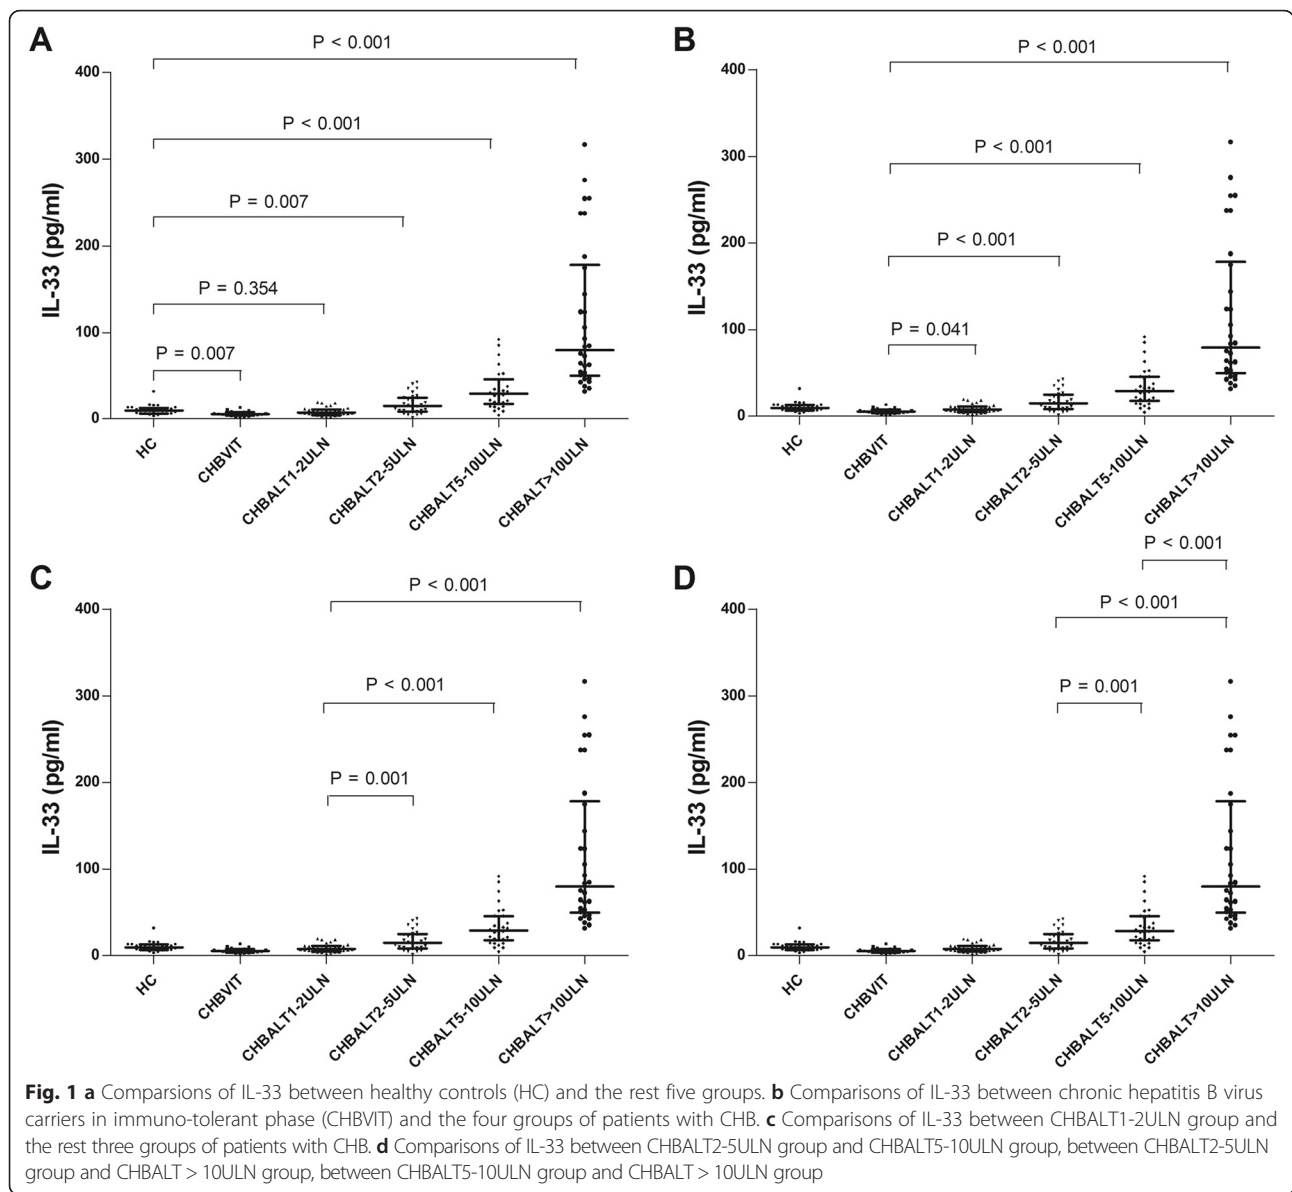 A
P < 0.001
400
P < 0.001
300
P = 0.007
200
P = 0.354
100
P = 0.007
0
IL-33 (pg/ml)
HC
CHBVIT
CHBALT1-2ULN
CHBALT2-5ULN
CHBALT5-10ULN
CHBALT>10ULN
B
P < 0.001
400
P < 0.001
300
P < 0.001
200
P = 0.041
100
0
IL-33 (pg/ml)
HC
CHBVIT
CHBALT1-2ULN
CHBALT2-5ULN
CHBALT5-10ULN
CHBALT>10ULN
C
P < 0.001
400
P < 0.001
300
P = 0.001
200
100
0
IL-33 (pg/ml)
HC
CHBVIT
CHBALT1-2ULN
CHBALT2-5ULN
CHBALT5-10ULN
CHBALT>10ULN
D
P < 0.001
P < 0.001
400
P = 0.001
300
200
100
0
IL-33 (pg/ml)
HC
CHBVIT
CHBALT1-2ULN
CHBALT2-5ULN
CHBALT5-10ULN
CHBALT>10ULN
Fig. 1 a Comparsions of IL-33 between healthy controls (HC) and the rest five groups. b Comparisons of IL-33 between chronic hepatitis B virus
carriers in immuno-tolerant phase (CHBVIT) and the four groups of patients with CHB. c Comparisons of IL-33 between CHBALT1-2ULN group and
the rest three groups of patients with CHB. d Comparisons of IL-33 between CHBALT2-5ULN group and CHBALT5-10ULN group, between CHBALT2-5ULN
group and CHBALT > 10ULN group, between CHBALT5-10ULN group and CHBALT > 10ULN group